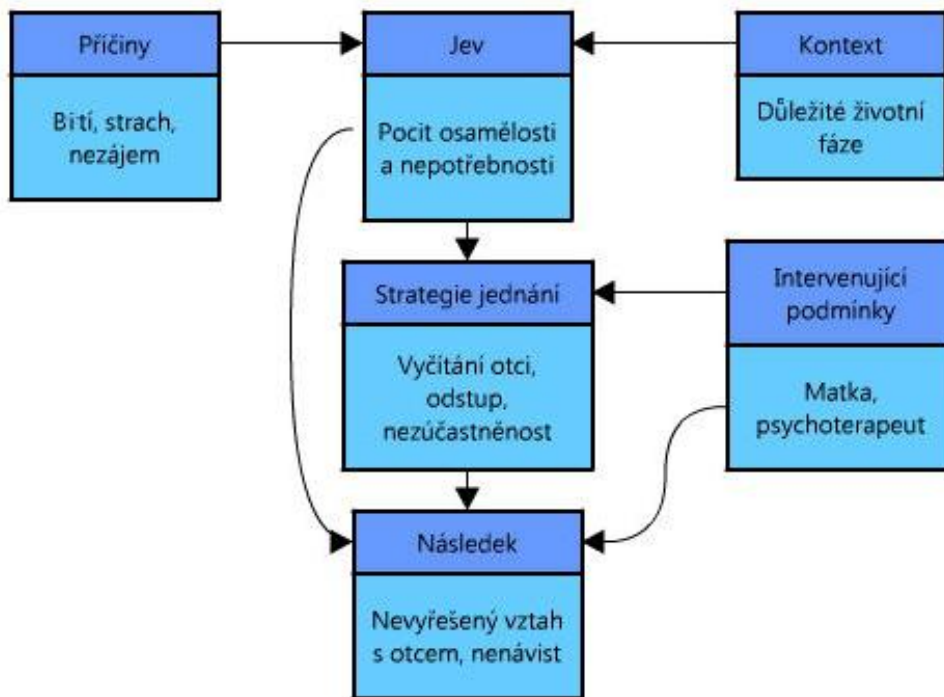 Příčiny
Bití, strach,
nezájem
Jev
Pocit osamělosti
a nepotřebnosti
Kontext
Důležité životní
fáze
Strategie jednání
Vyčítání otci,
odstup,
nezúčastněnost
Intervenující
podmínky
Matka,
psychoterapeut
Následek
Nevyřešený vztah
s otcem, nenávist